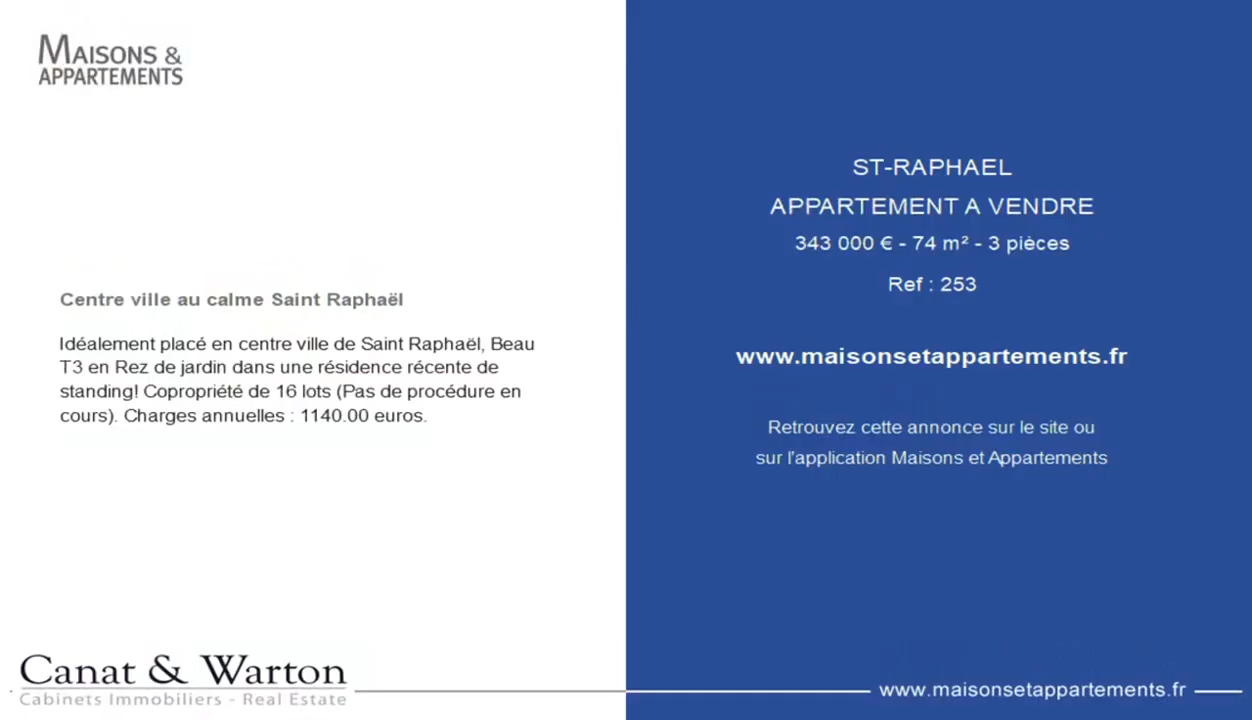 MAISONS &
APPARTEMENTS
Centre ville au calme Saint Raphaël
Idéalement placé en centre ville de Saint Raphaël, Beau
T3 en Rez de jardin dans une résidence récente de
standing! Copropriété de 16 lots (Pas de procédure en
cours). Charges annuelles : 1140.00 euros.
Canat & Warton
Cabinets Immobiliers - Real Estate
ST-RAPHAEL
APPARTEMENT A VENDRE
343 000 € - 74 m² - 3 pièces
Ref : 253
www.maisonsetappartements.fr
Retrouvez cette annonce sur le site ou
sur l'application Maisons et Appartements
www.maisonsetappartements.fr